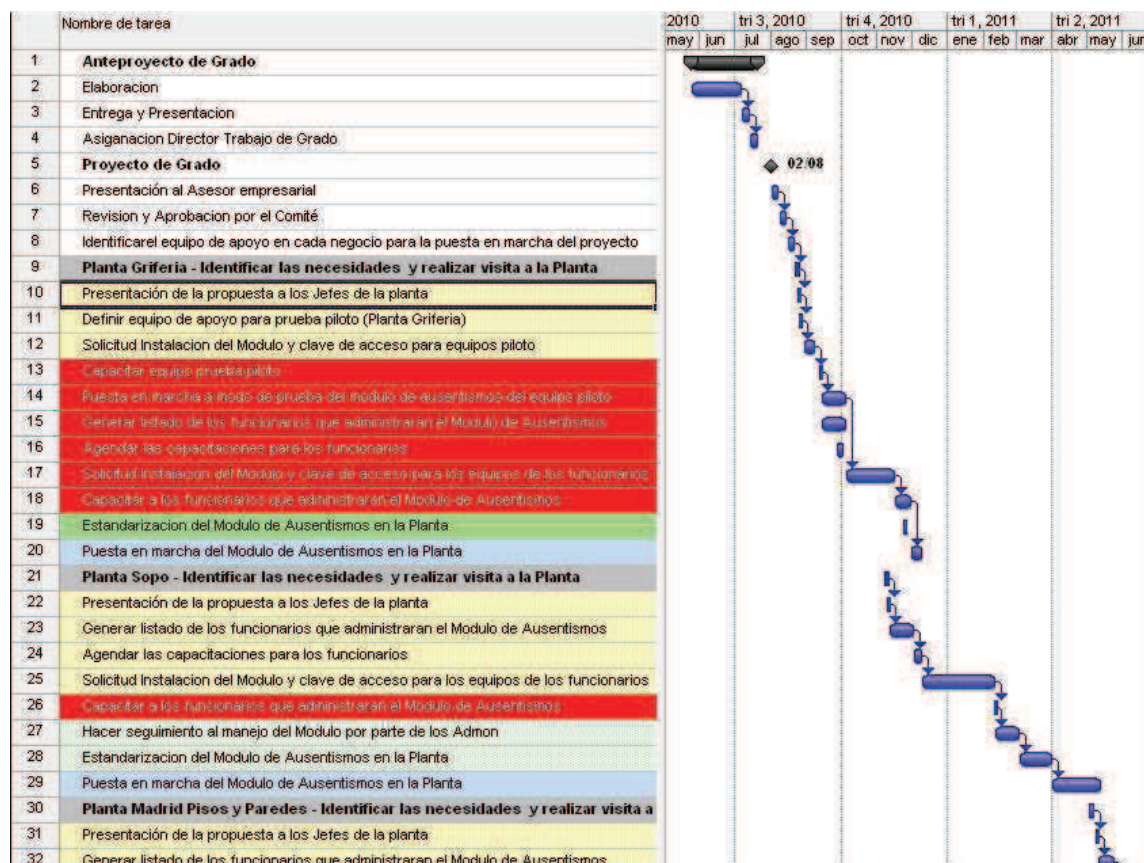 Nombre de tarea
2010 tri 3, 2010 tri 4, 2010 tri 1, 2011 tri 2, 2011
may jun jul ago sep oct nov dic ene feb mar abr may jun
1 Anteproyecto de Grado
2 Elaboracion
3 Entrega y Presentacion
4 Asiganacion Director Trabajo de Grado
5 Proyecto de Grado 02/08
6 Presentación al Asesor empresarial
7 Revision y Aprobacion por el Comité
8 Identificarel equipo de apoyo en cada negocio para la puesta en marcha del proyecto
9 Planta Griferia - Identificar las necesidades y realizar visita a la Planta
10 Presentación de la propuesta a los Jefes de la planta
11 Definir equipo de apoyo para prueba piloto (Planta Griferia)
12 Solicitud Instalacion del Modulo y clave de acceso para equipos piloto
13 Capacitar equipo prueba piloto
14 Puesta en marcha a modo de prueba del modulo de ausentismos del equipo piloto
15 Generar listado de los funcionarios que administraran el Modulo de Ausentismos
16 Agendar las capacitaciones para los funcionarios
17 Solicitud Instalacion del Modulo y clave de acceso para los equipos de los funcionarios
18 Capacitar a los funcionarios que administraran el Modulo de Ausentismos
19 Estandarizacion del Modulo de Ausentismos en la Planta
20 Puesta en marcha del Modulo de Ausentismos en la Planta
21 Planta Sopo - Identificar las necesidades y realizar visita a la Planta
22 Presentación de la propuesta a los Jefes de la planta
23 Generar listado de los funcionarios que administraran el Modulo de Ausentismos
24 Agendar las capacitaciones para los funcionarios
25 Solicitud Instalacion del Modulo y clave de acceso para los equipos de los funcionarios
26 Capacitar a los funcionarios que administraran el Modulo de Ausentismos
27 Hacer seguimiento al manejo del Modulo por parte de los Admon
28 Estandarizacion del Modulo de Ausentismos en la Planta
29 Puesta en marcha del Modulo de Ausentismos en la Planta
30 Planta Madrid Pisos y Paredes - Identificar las necesidades y realizar visita a
31 Presentación de la propuesta a los Jefes de la planta
32 Generar listado de los funcionarios que administraran el Modulo de Ausentismos